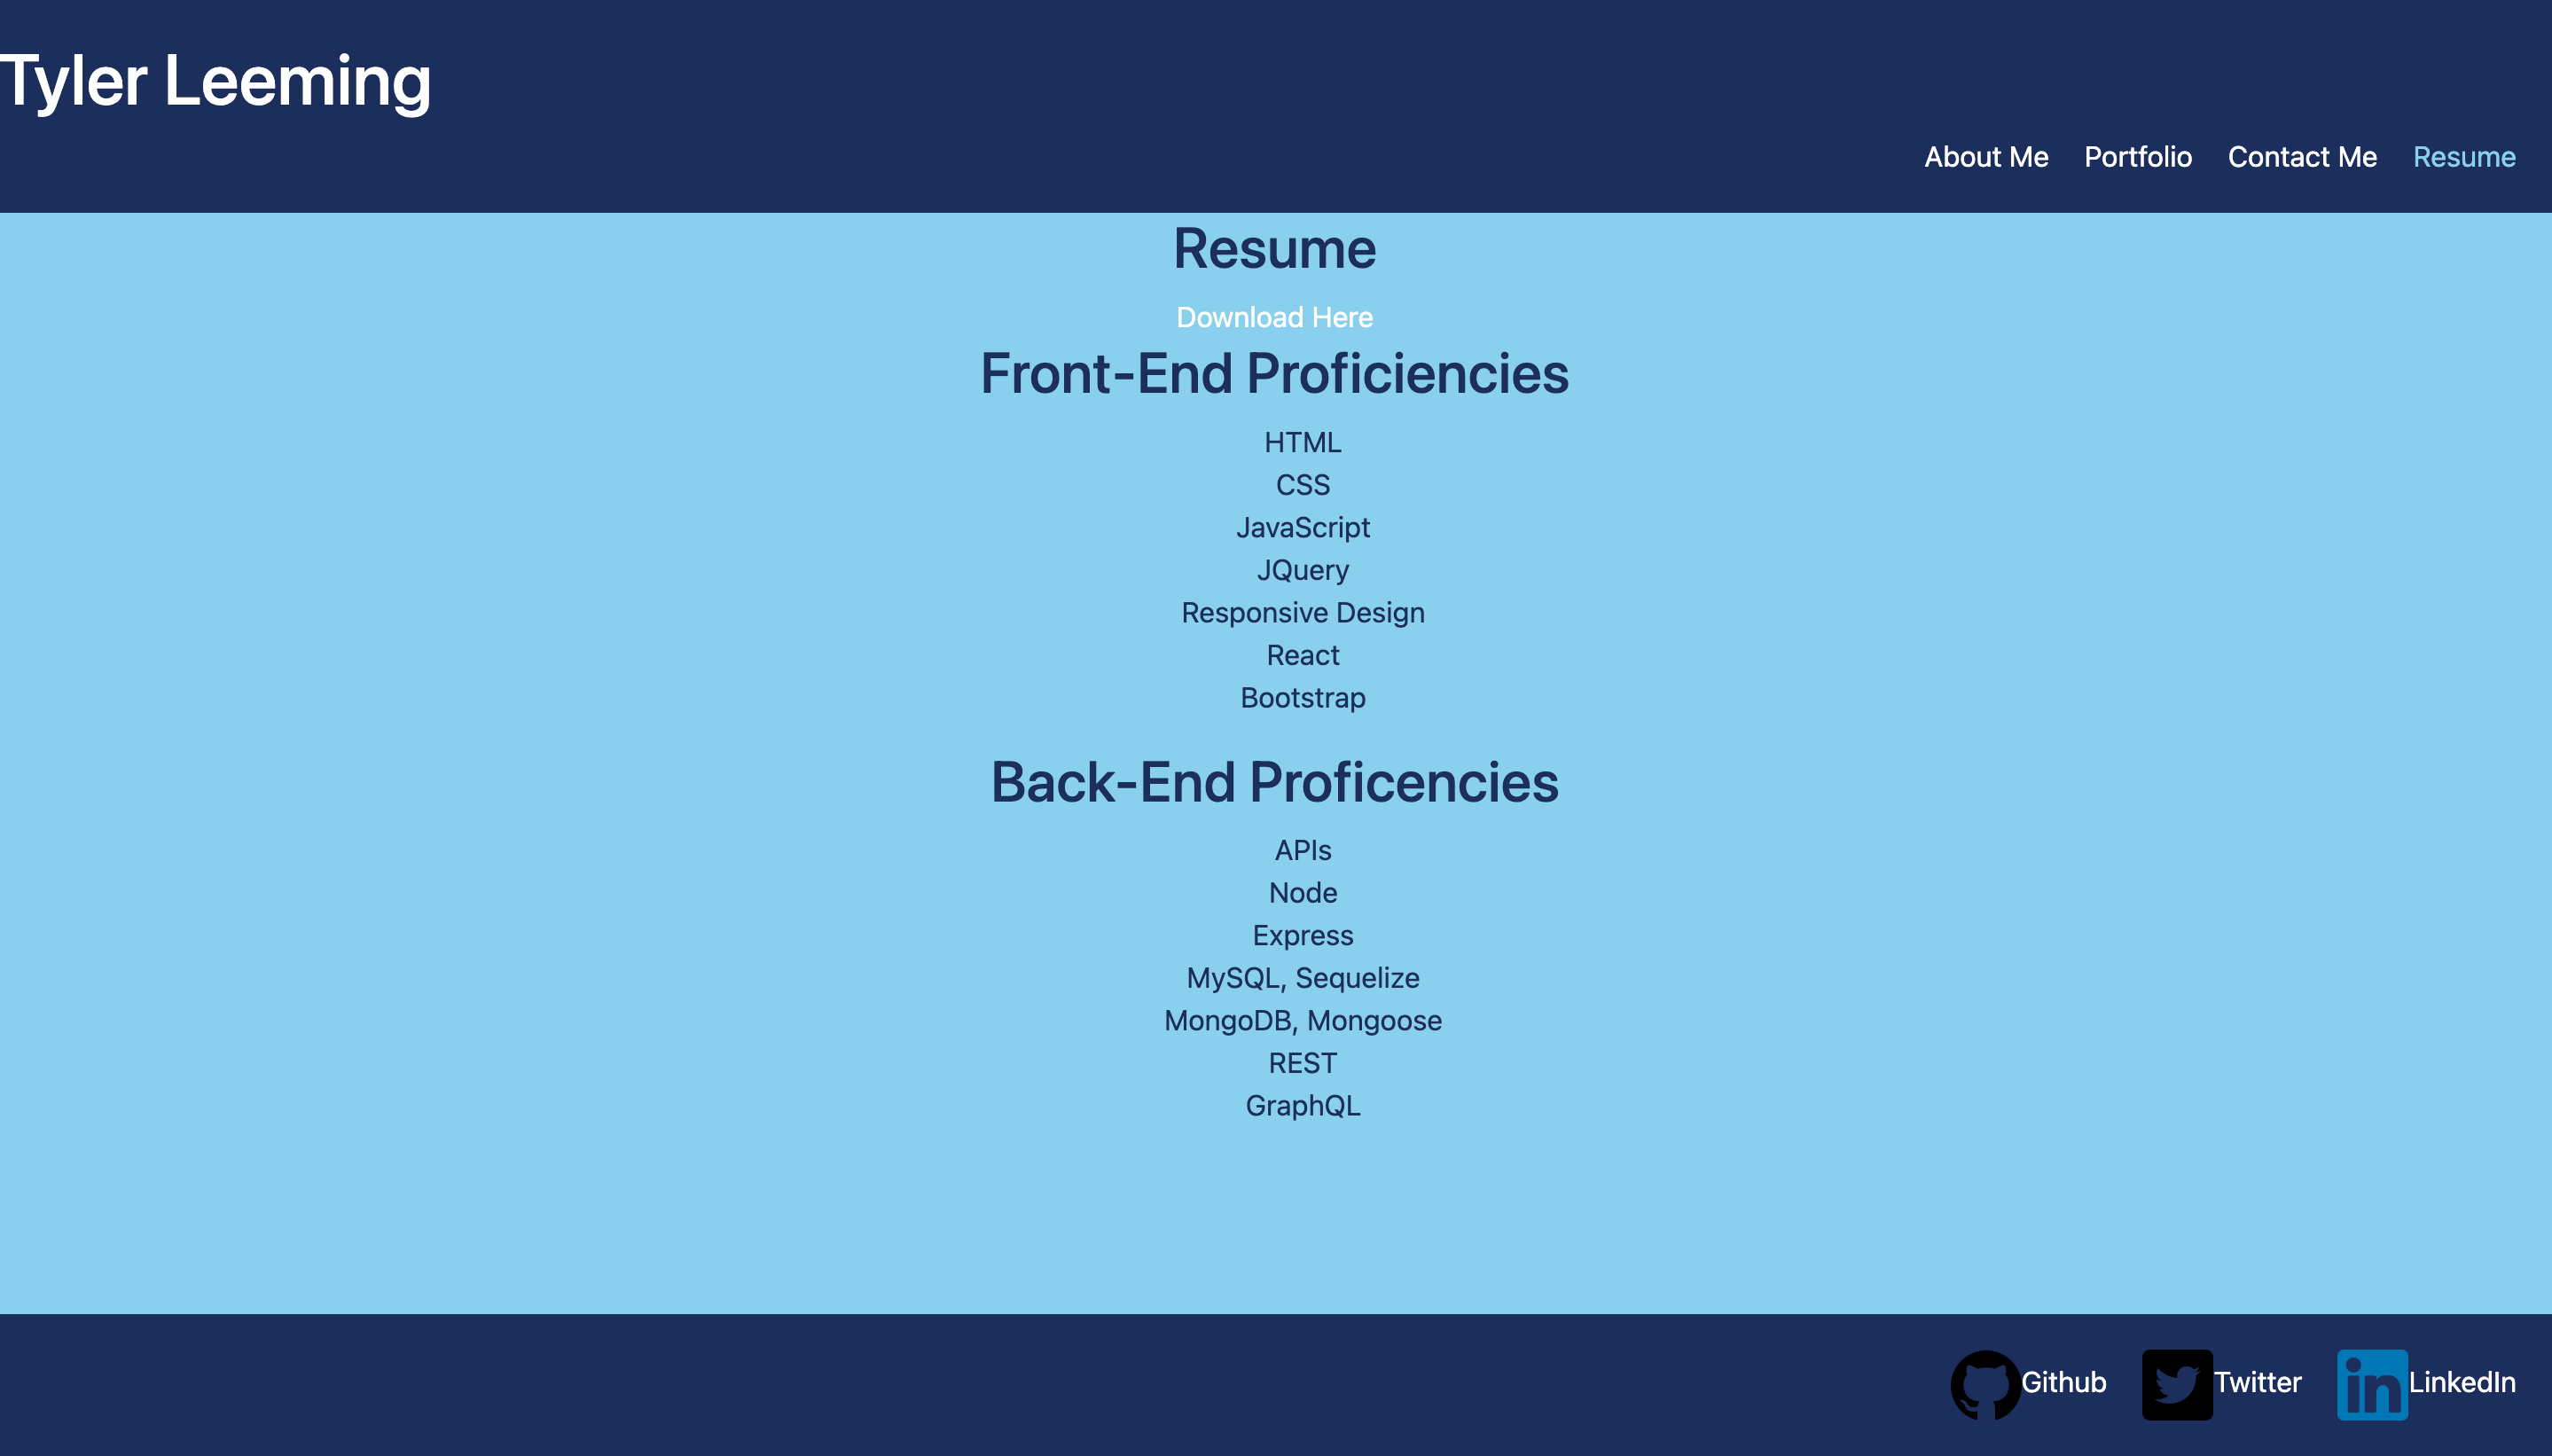 Tyler Leeming
About Me Portfolio Contact Me Resume
Resume
Download Here
Front-End Proficiencies
HTML
CSS
JavaScript
JQuery
Responsive Design
React
Bootstrap
Back-End Proficencies
APIs
Node
Express
MySQL, Sequelize
MongoDB, Mongoose
REST
GraphQL
Github Twitter in LinkedIn